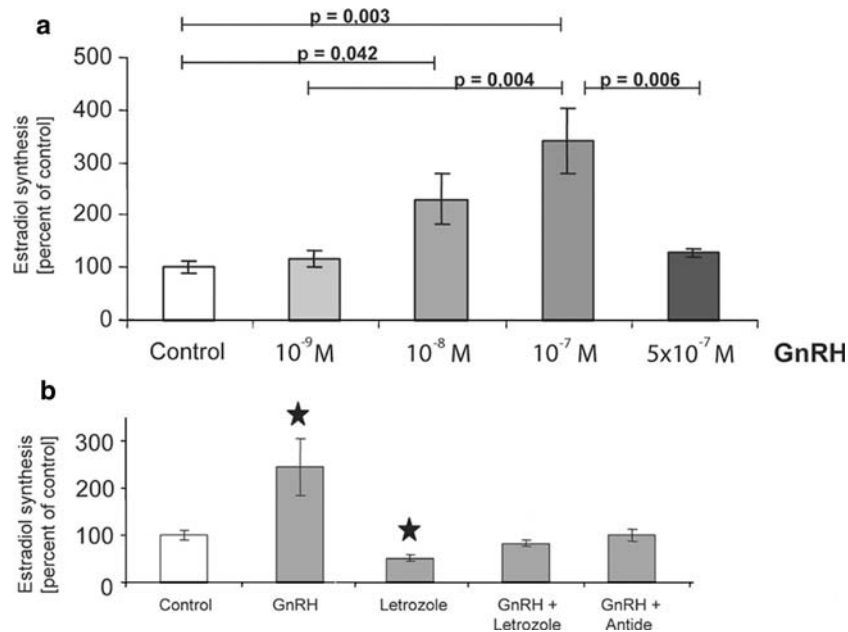 a
p = 0,003
p = 0,042
p = 0,004 p = 0,006
Estradiol synthesis
[percent of control]
500
400
300
200
100
0
Control 10⁻⁹ M 10⁻⁸ M 10⁻⁷ M 5x10⁻⁷ M GnRH
b
Estradiol synthesis
[percent of control]
300
200
100
0
Control GnRH Letrozole GnRH + Letrozole GnRH + Antide